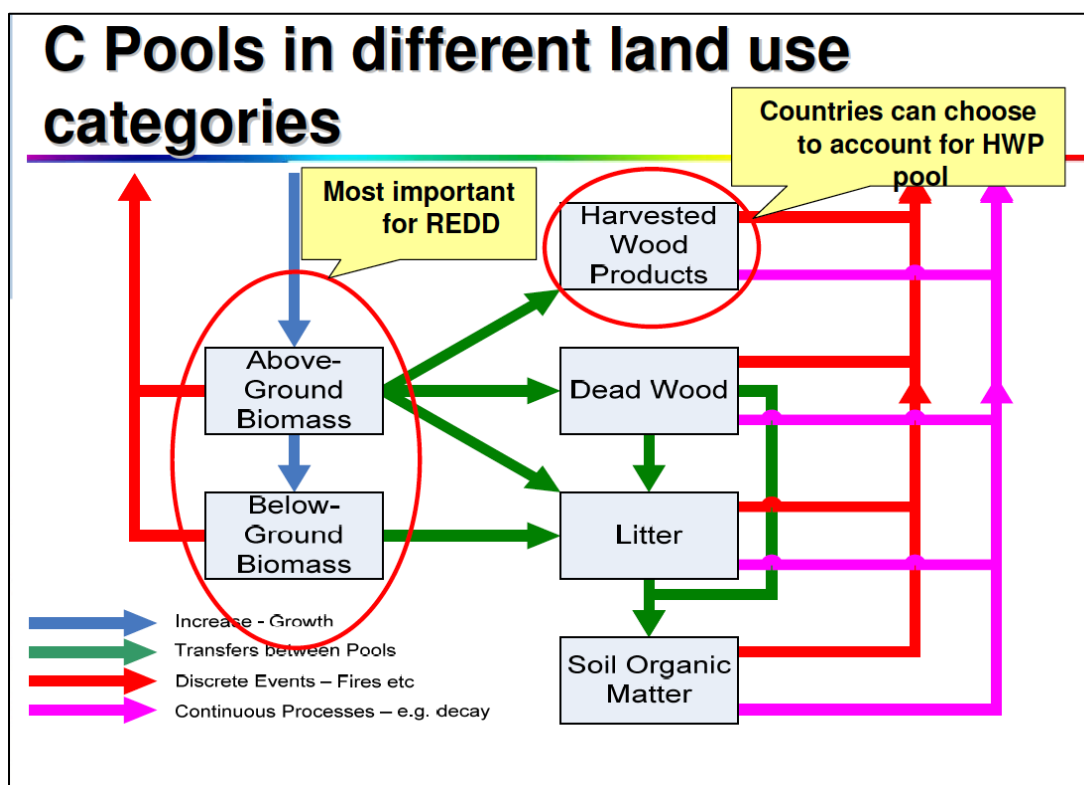 C Pools in different land use
categories
Countries can choose
to account for HWP
pool
Most important
for REDD
Harvested
Wood
Products
Above-
Ground
Biomass
Dead Wood
Below-
Ground
Biomass
Litter
Soil Organic
Matter
Increase - Growth
Transfers between Pools
Discrete Events – Fires etc
Continuous Processes – e.g. decay